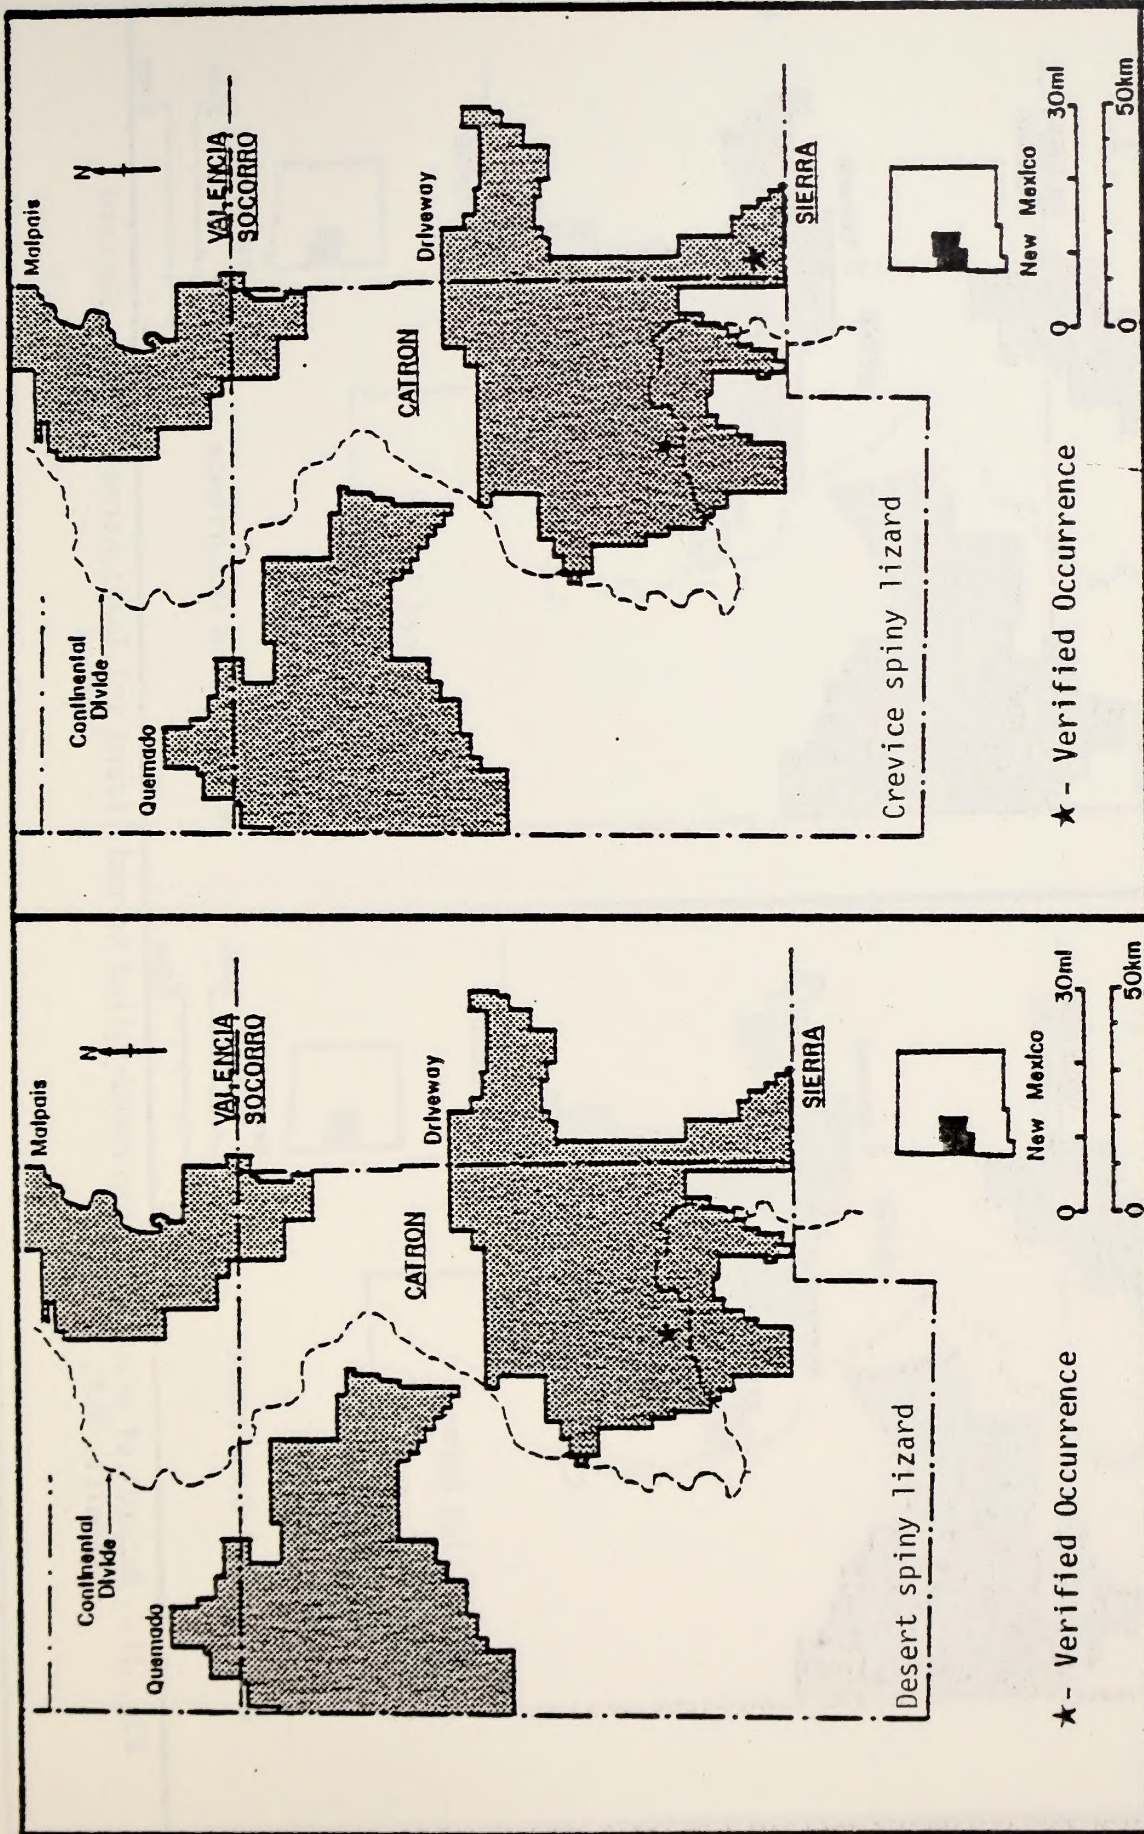 Malpais
N
Continental
Divide
Quemado
VALENCIA
SOCORRO
Driveway
CATRON
SIERRA
Desert spiny lizard
New Mexico
0 30mi
0 50km
★ - Verified Occurrence
Malpais
N
Continental
Divide
Quemado
VALENCIA
SOCORRO
Driveway
CATRON
SIERRA
Crevice spiny lizard
New Mexico
0 30mi
0 50km
★ - Verified Occurrence